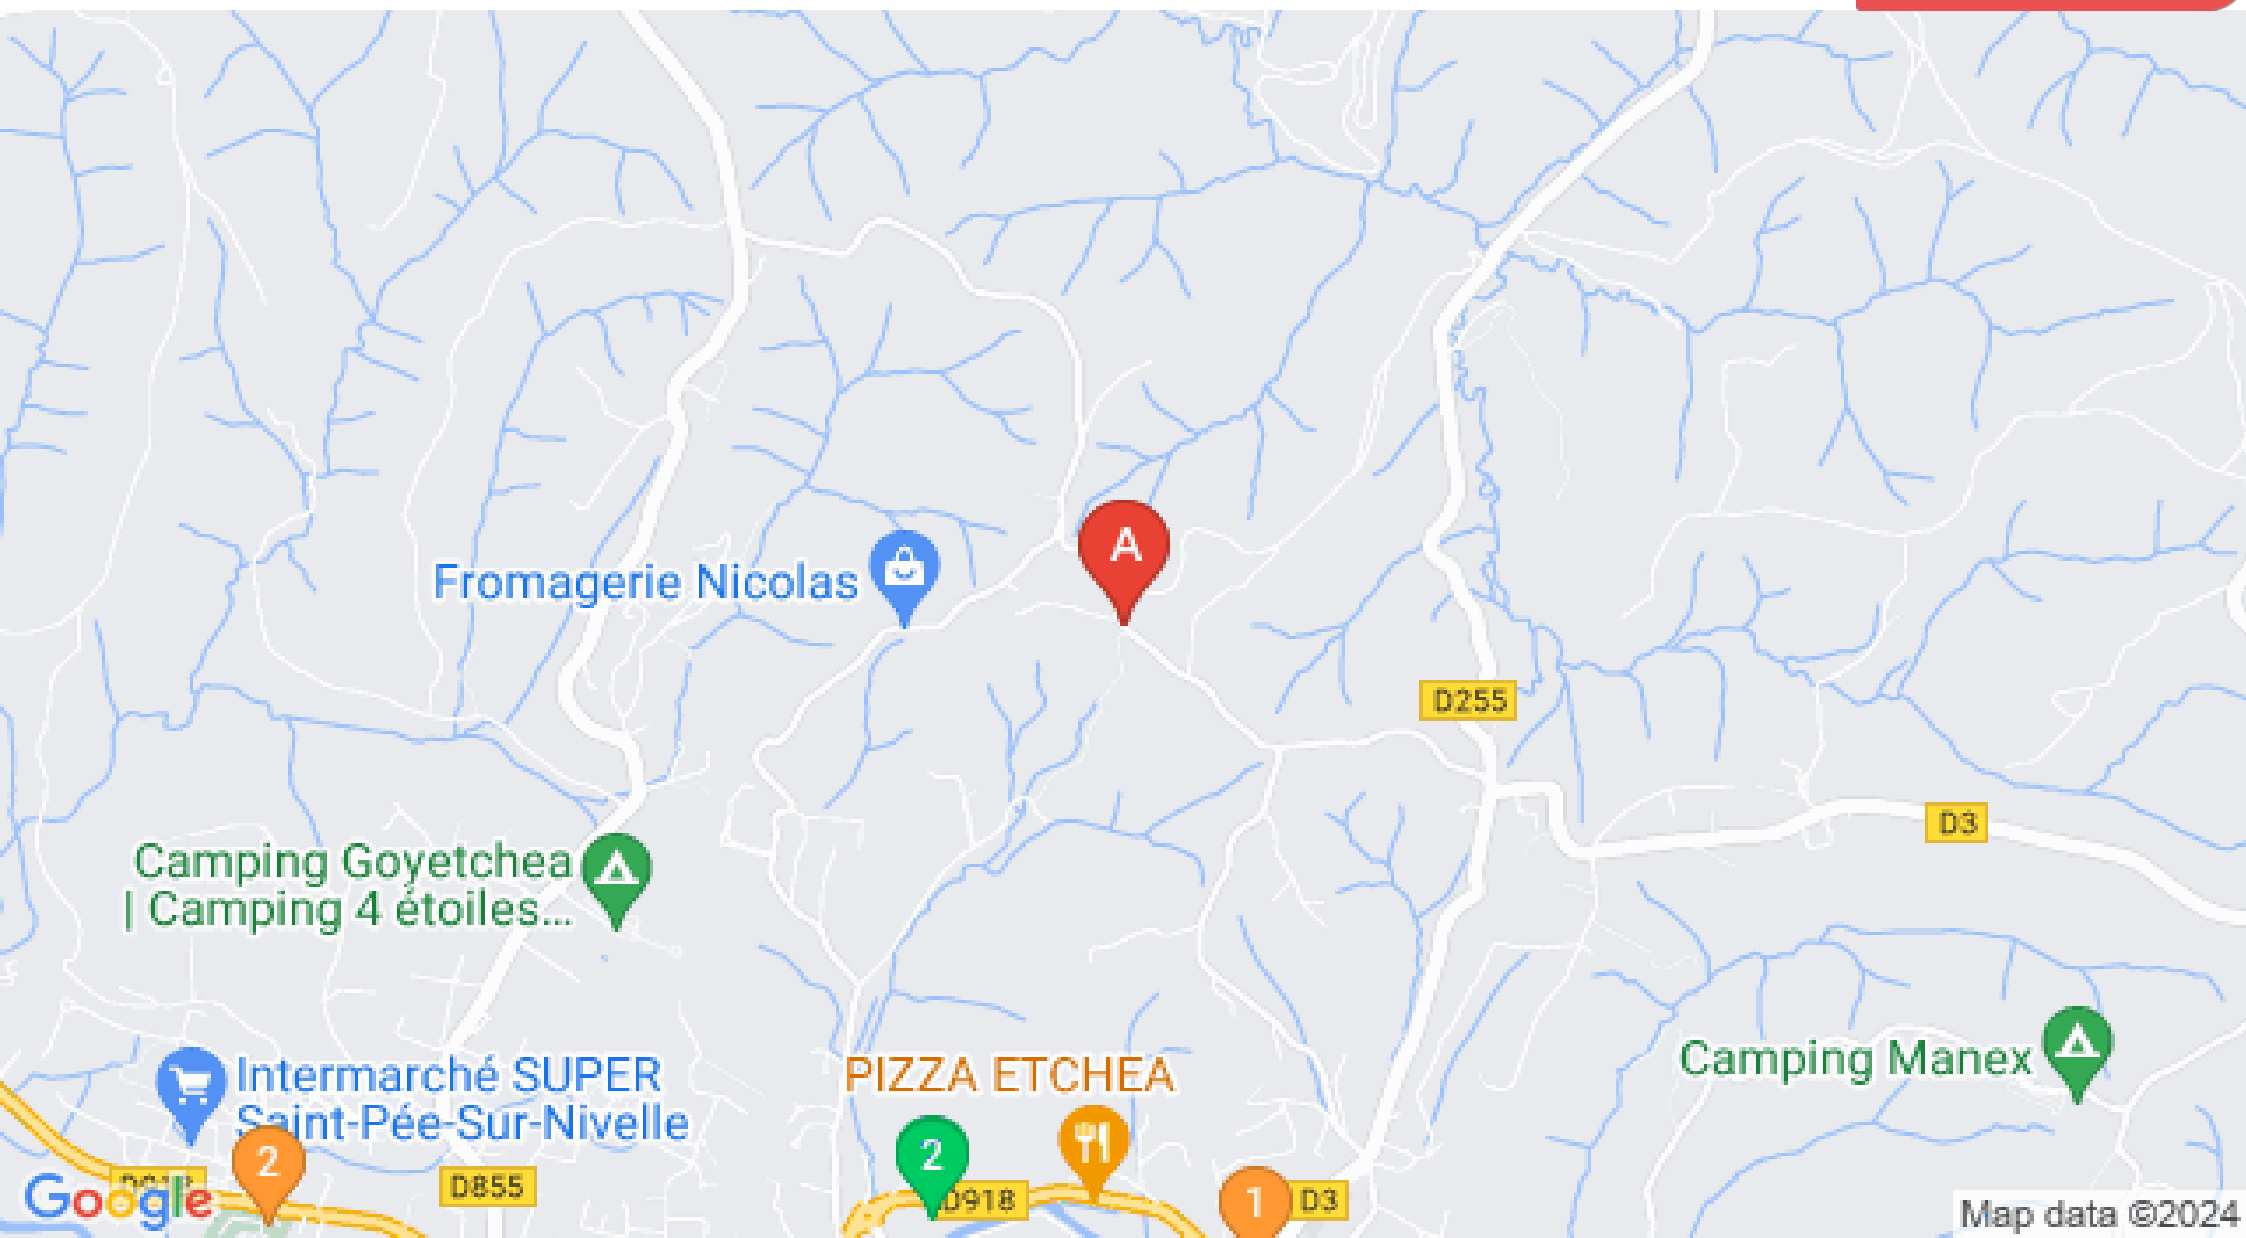 A
Fromagerie Nicolas
D255
D3
Camping Goyetchea
| Camping 4 étoiles...
Camping Manex
Intermarché SUPER
Saint-Pée-Sur-Nivelle
PIZZA ETCHEA
2
2
D855
D918
1
D3
Google
Map data ©2024